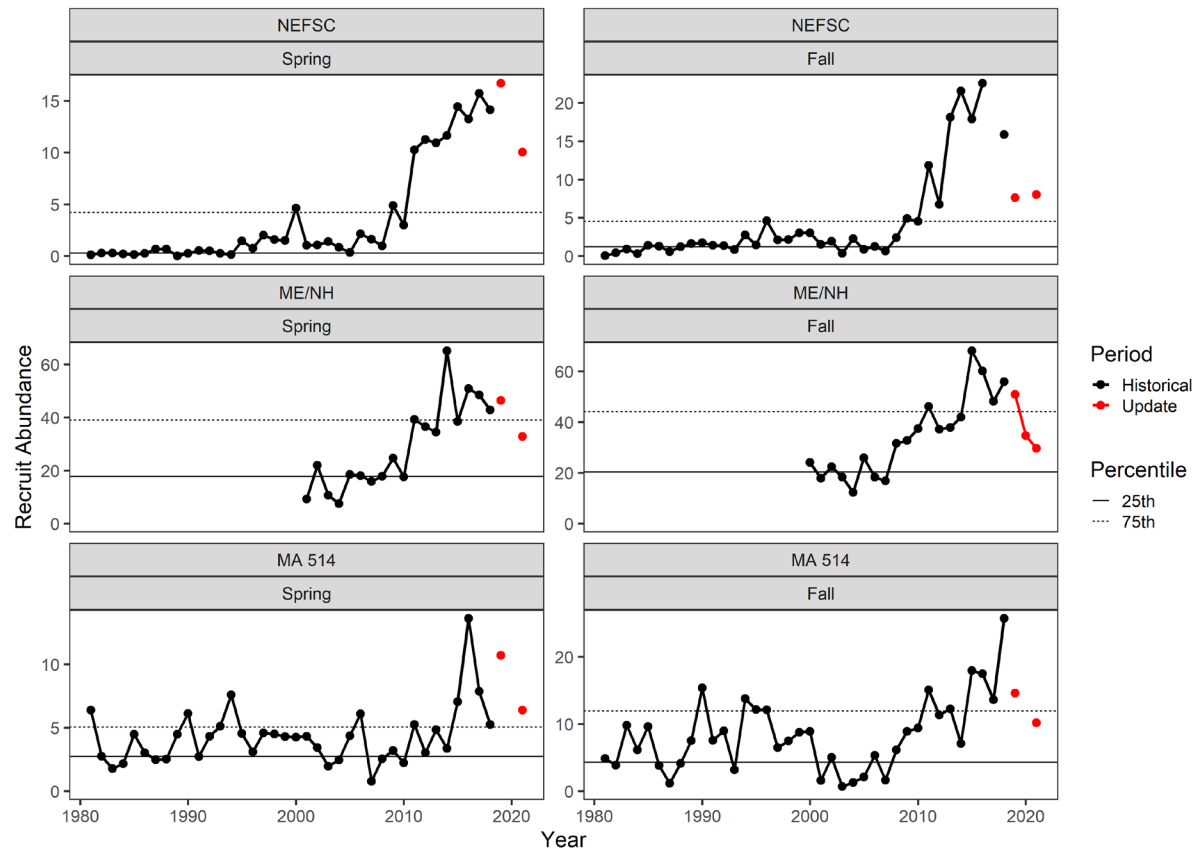 NEFSC
Spring
15
10
5
0
NEFSC
Fall
20
15
10
5
0
ME/NH
Spring
60
40
20
0
ME/NH
Fall
60
40
20
0
MA 514
Spring
10
5
0
1980 1990 2000 2010 2020
MA 514
Fall
20
10
0
1980 1990 2000 2010 2020
Recruit Abundance
Year
Period
Historical
Update
Percentile
25th
75th